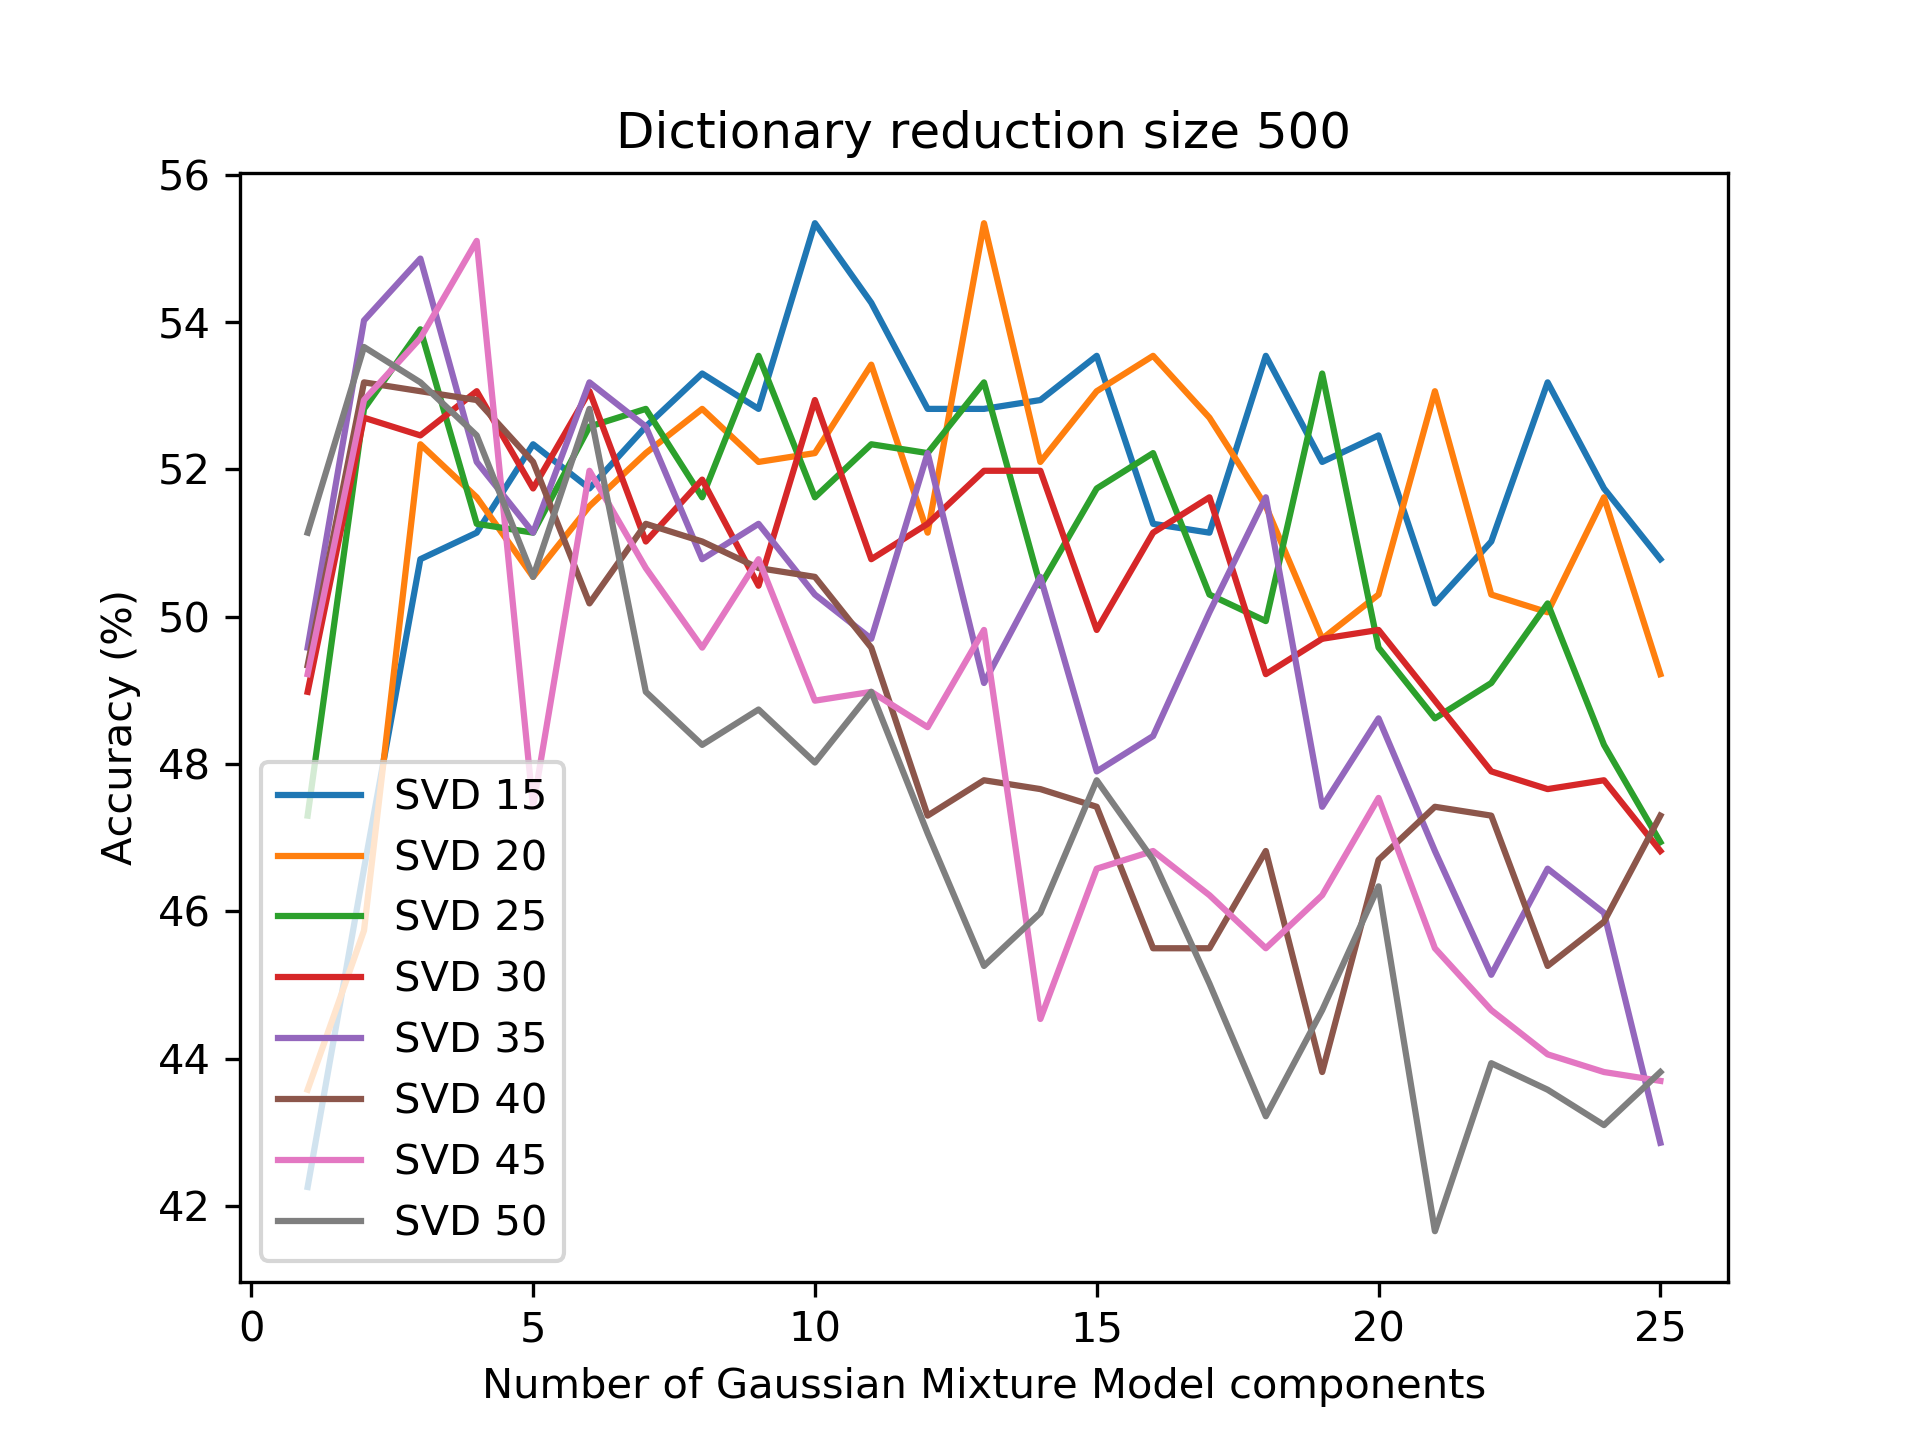 Dictionary reduction size 500
56
54
52
50
48
46
44
42
Accuracy (%)
SVD 15
SVD 20
SVD 25
SVD 30
SVD 35
SVD 40
SVD 45
SVD 50
0 5 10 15 20 25
Number of Gaussian Mixture Model components